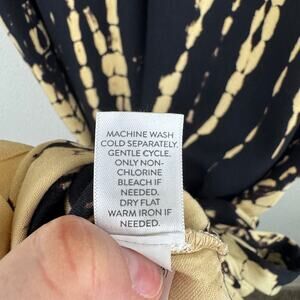 MACHINE WASH
COLD SEPARATELY.
GENTLE CYCLE.
ONLY NON-
CHLORINE
BLEACH IF
NEEDED.
DRY FLAT
WARM IRON IF
NEEDED.